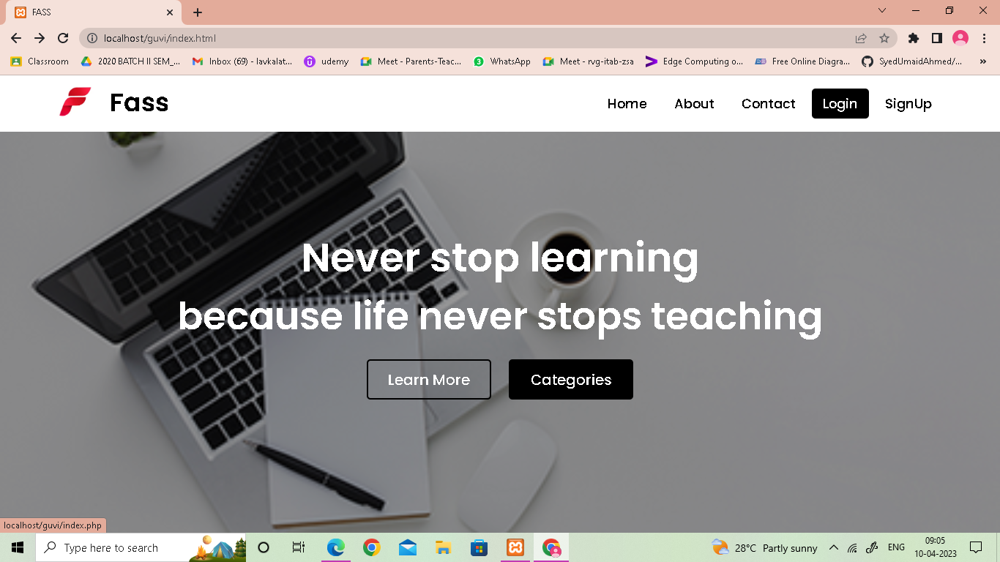 FASS
localhost/guvi/index.html
Classroom
2020 BATCH II SEM_...
Inbox (69) - lavkalat...
udemy
Meet - Parents-Teac...
3
WhatsApp
Meet - rvg-itab-zsa
Edge Computing o...
Free Online Diagra...
SyedUmaidAhmed/...
»
Fass
Home
About
Contact
Login
SignUp
Never stop learning
because life never stops teaching
Learn More
Categories
localhost/guvi/index.php
Type here to search
28°C Partly sunny
ENG
09:05
10-04-2023